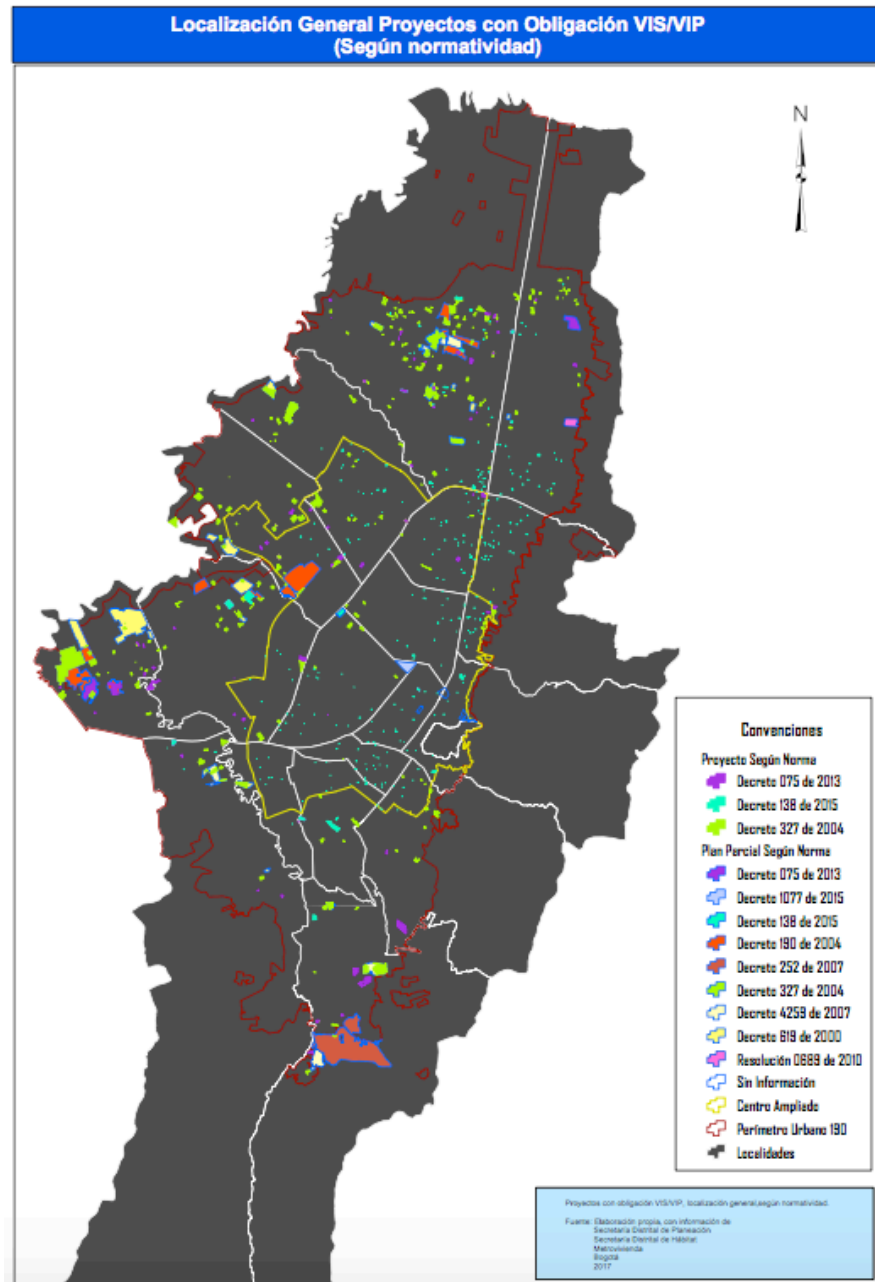 Localización General Proyectos con Obligación VIS/VIP
(Según normatividad)
N
Convenciones
Proyecto Según Norma
Decreto 075 de 2013
Decreto 138 de 2015
Decreto 327 de 2004
Plan Parcial Según Norma
Decreto 075 de 2013
Decreto 1077 de 2015
Decreto 138 de 2015
Decreto 190 de 2004
Decreto 252 de 2007
Decreto 327 de 2004
Decreto 4259 de 2007
Decreto 619 de 2000
Resolución 0689 de 2010
Sin Información
Centro Ampliado
Perímetro Urbano 190
Localidades
Proyectos con obligación VIS/VIP, localización general,según normatividad.
Fuente: Elaboración propia, con información de
Secretaría Distrital de Planeación
Secretaría Distrital de Hábitat
Metrovivienda
Bogotá
2017